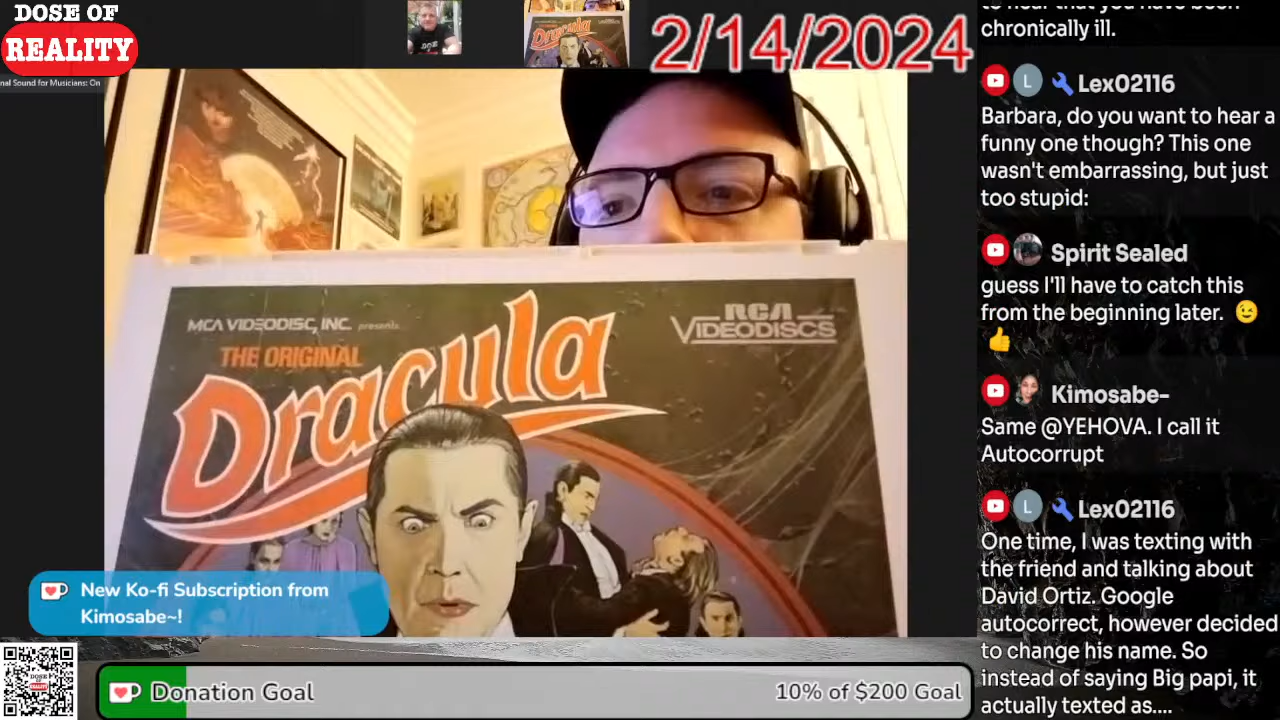 DOSE OF
REALITY
nal Sound for Musicians: On
2/14/2024
MCA VIDEODISC, INC. presents
RCA
VIDEODISCS
THE ORIGINAL
Dracula
New Ko-fi Subscription from
Kimosabe~!
Donation Goal
10% of $200 Goal
to hear that you have been
chronically ill.
L Lex02116
Barbara, do you want to hear a
funny one though? This one
wasn't embarrassing, but just
too stupid:
Spirit Sealed
guess I'll have to catch this
from the beginning later. 😉
👍
Kimosabe~
Same @YEHOVA. I call it
Autocorrupt
L Lex02116
One time, I was texting with
the friend and talking about
David Ortiz. Google
autocorrect, however decided
to change his name. So
instead of saying Big papi, it
actually texted as....